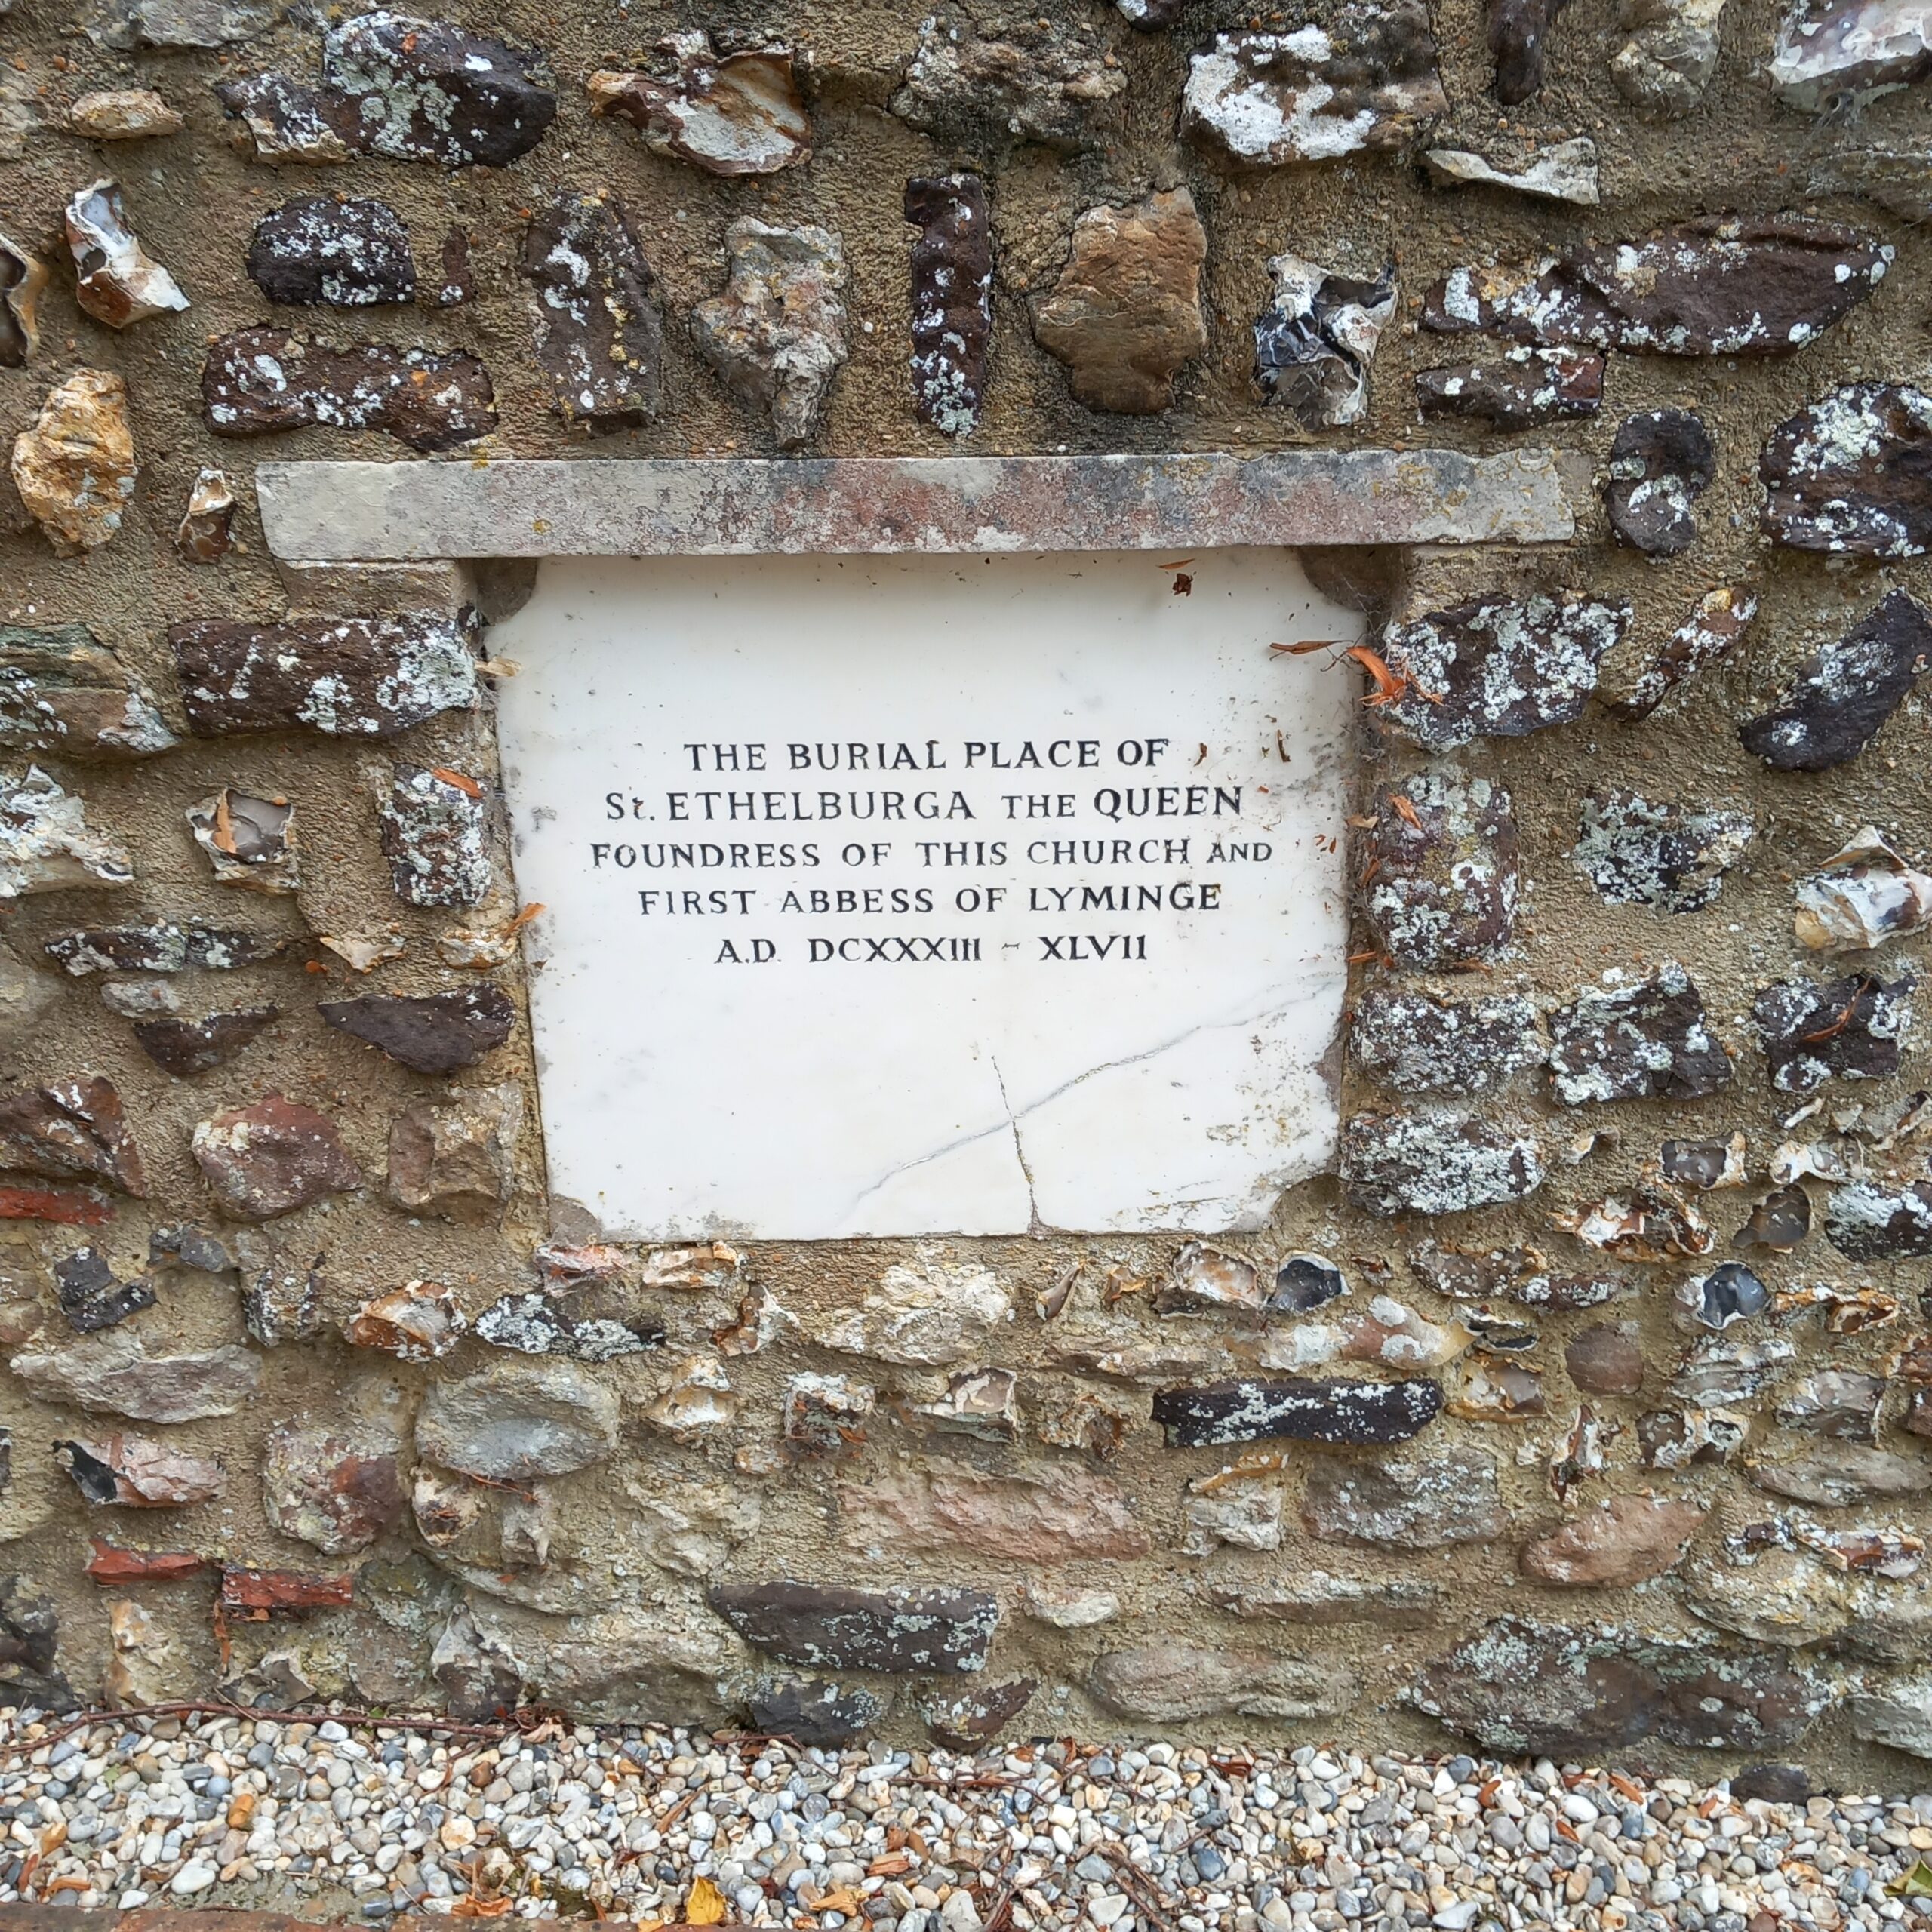 THE BURIAL PLACE OF
St. ETHELBURGA THE QUEEN
FOUNDRESS OF THIS CHURCH AND
FIRST ABBESS OF LYMINGE
A.D. DCXXXIII - XLVII